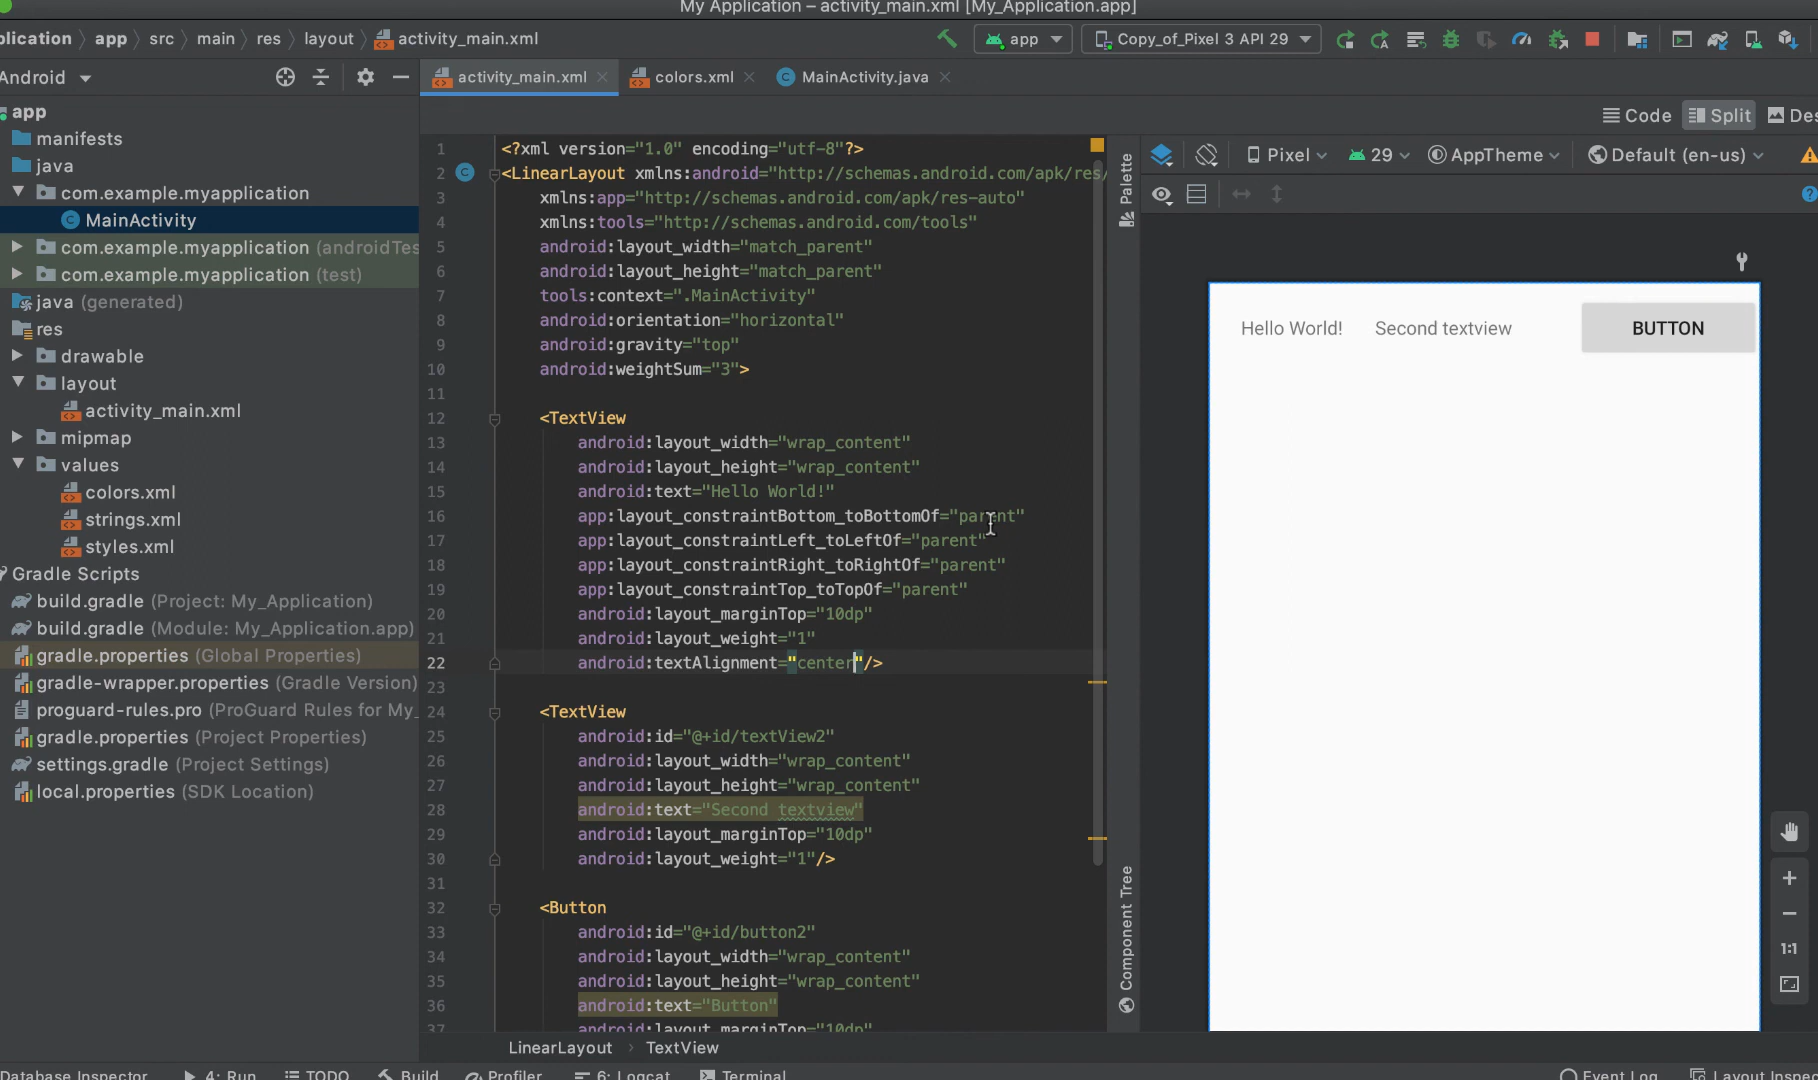 My Application – activity_main.xml [My_Application.app]
plication app src main res layout activity_main.xml
app Copy_of_Pixel 3 API 29
Android
activity_main.xml colors.xml MainActivity.java
Code Split Des
app
manifests
java
com.example.myapplication
MainActivity
com.example.myapplication (androidTes
com.example.myapplication (test)
java (generated)
res
drawable
layout
activity_main.xml
mipmap
values
colors.xml
strings.xml
styles.xml
Gradle Scripts
build.gradle (Project: My_Application)
build.gradle (Module: My_Application.app)
gradle.properties (Global Properties)
gradle-wrapper.properties (Gradle Version)
proguard-rules.pro (ProGuard Rules for My_
gradle.properties (Project Properties)
settings.gradle (Project Settings)
local.properties (SDK Location)
1 <?xml version="1.0" encoding="utf-8"?>
2 <LinearLayout xmlns:android="http://schemas.android.com/apk/res/
3 xmlns:app="http://schemas.android.com/apk/res-auto"
4 xmlns:tools="http://schemas.android.com/tools"
5 android:layout_width="match_parent"
6 android:layout_height="match_parent"
7 tools:context=".MainActivity"
8 android:orientation="horizontal"
9 android:gravity="top"
10 android:weightSum="3">
11
12 <TextView
13 android:layout_width="wrap_content"
14 android:layout_height="wrap_content"
15 android:text="Hello World!"
16 app:layout_constraintBottom_toBottomOf="parent"
17 app:layout_constraintLeft_toLeftOf="parent"
18 app:layout_constraintRight_toRightOf="parent"
19 app:layout_constraintTop_toTopOf="parent"
20 android:layout_marginTop="10dp"
21 android:layout_weight="1"
22 android:textAlignment="center"/>
23
24 <TextView
25 android:id="@+id/textView2"
26 android:layout_width="wrap_content"
27 android:layout_height="wrap_content"
28 android:text="Second textview"
29 android:layout_marginTop="10dp"
30 android:layout_weight="1"/>
31
32 <Button
33 android:id="@+id/button2"
34 android:layout_width="wrap_content"
35 android:layout_height="wrap_content"
36 android:text="Button"
37 android:layout_marginTop="10dp"
LinearLayout TextView
Palette
Component Tree
Pixel 29 AppTheme Default (en-us)
Hello World! Second textview BUTTON
1:1
Database Inspector 4: Run TODO Build Profiler 6: Logcat Terminal Event Log Layout Inspec